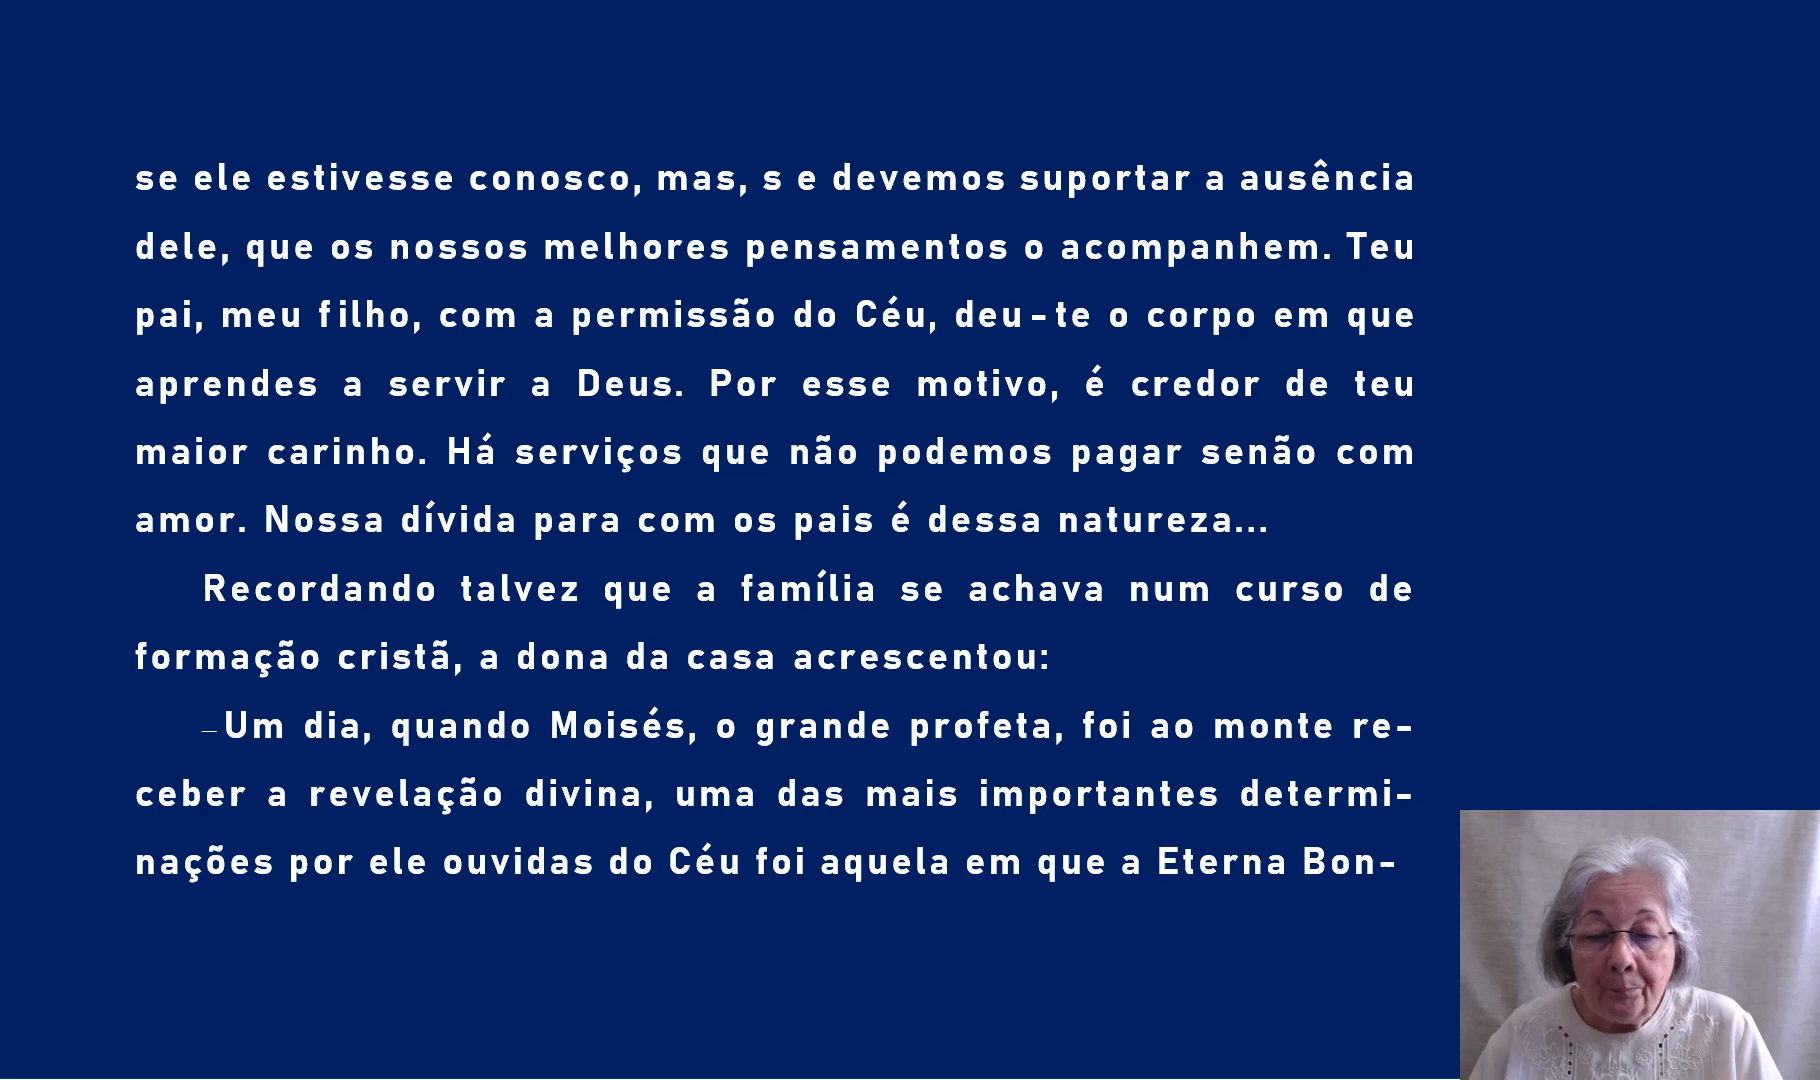 se ele estivesse conosco, mas, s e devemos suportar a ausência
dele, que os nossos melhores pensamentos o acompanhem. Teu
pai, meu filho, com a permissão do Céu, deu-te o corpo em que
aprendes a servir a Deus. Por esse motivo, é credor de teu
maior carinho. Há serviços que não podemos pagar senão com
amor. Nossa dívida para com os pais é dessa natureza...
Recordando talvez que a família se achava num curso de
formação cristã, a dona da casa acrescentou:
–Um dia, quando Moisés, o grande profeta, foi ao monte re-
ceber a revelação divina, uma das mais importantes determi-
nações por ele ouvidas do Céu foi aquela em que a Eterna Bon-